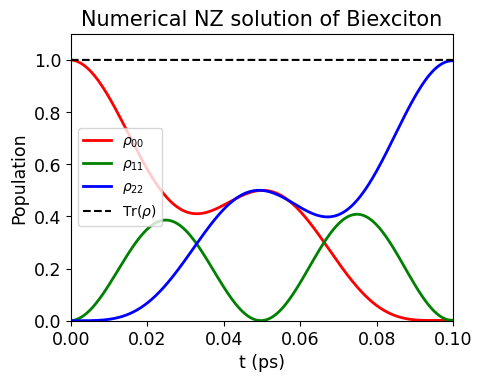 Numerical NZ solution of Biexciton
Population
1.0
0.8
0.6
0.4
0.2
0.0
ρ₀₀
ρ₁₁
ρ₂₂
Tr(ρ)
0.00 0.02 0.04 0.06 0.08 0.10
t (ps)